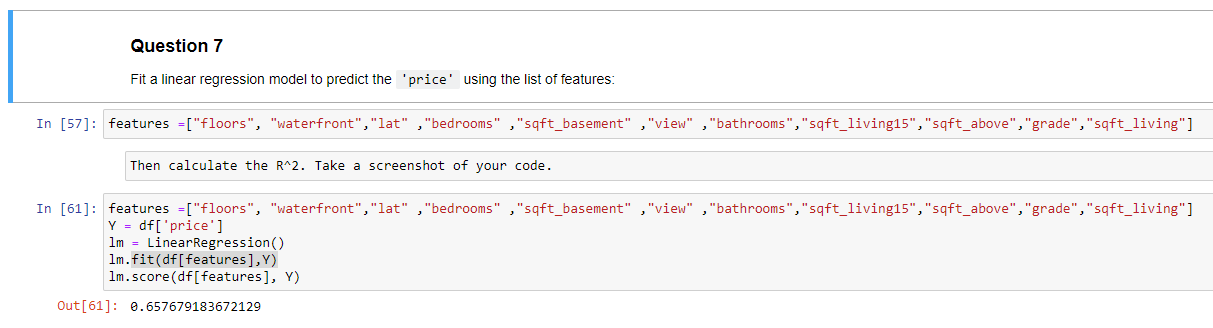 Question 7
Fit a linear regression model to predict the 'price' using the list of features:
In [57]: features =["floors", "waterfront","lat" ,"bedrooms" ,"sqft_basement" ,"view" ,"bathrooms","sqft_living15","sqft_above","grade","sqft_living"]
Then calculate the R^2. Take a screenshot of your code.
In [61]: features =["floors", "waterfront","lat" ,"bedrooms" ,"sqft_basement" ,"view" ,"bathrooms","sqft_living15","sqft_above","grade","sqft_living"]
Y = df['price']
lm = LinearRegression()
lm.fit(df[features],Y)
lm.score(df[features], Y)
Out[61]: 0.657679183672129